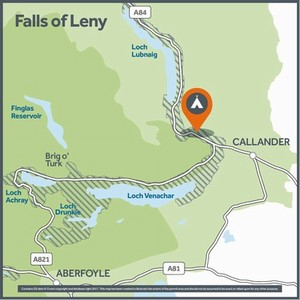 Falls of Leny
A84
Loch
Lubnaig
Finglas
Reservoir
CALLANDER
Brig o'
Turk
Loch
Achray
Loch
Drunkie
Loch Venachar
A821
ABERFOYLE
A81